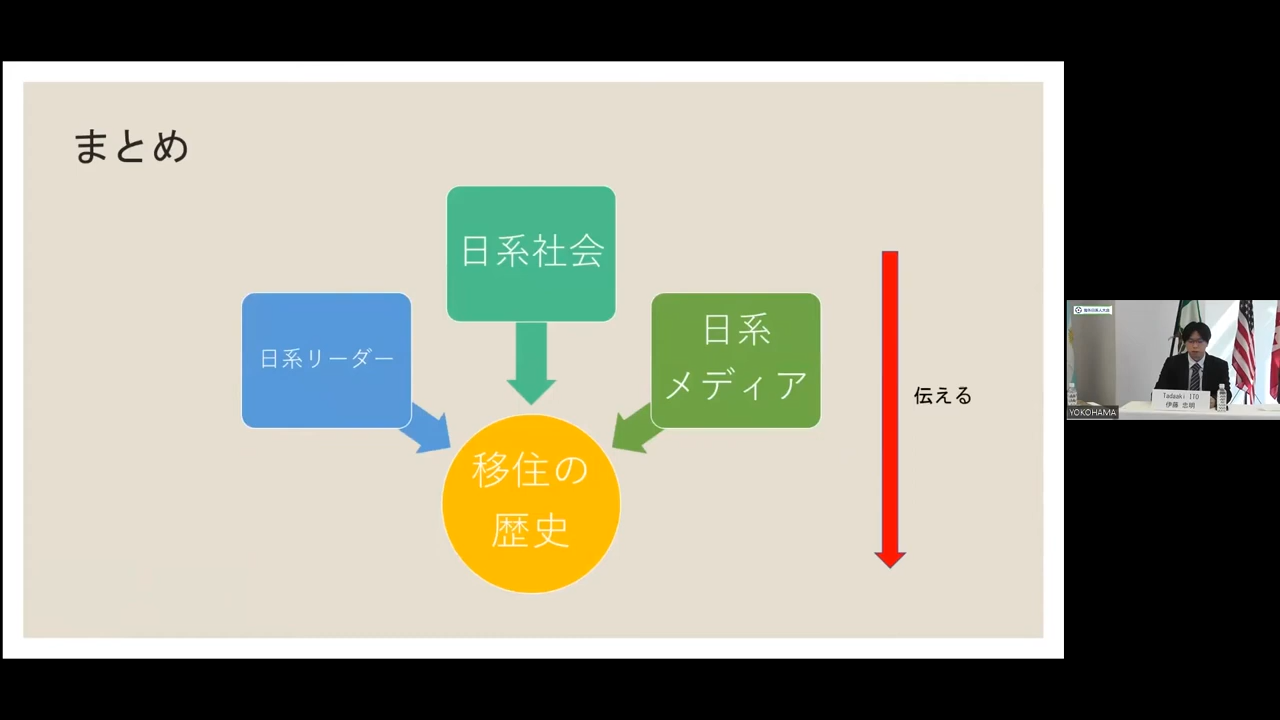 まとめ
日系社会
日系リーダー
日系
メディア
移住の
歴史
伝える
Tadaaki ITO
伊藤 忠明
YOKOHAMA